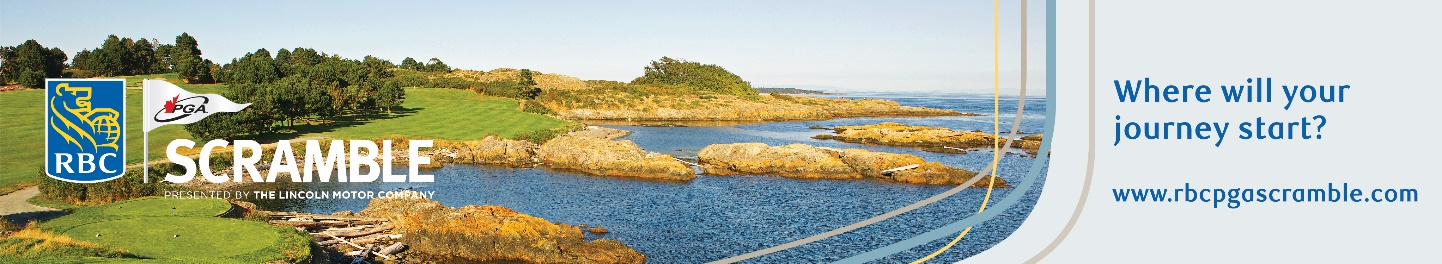 RBC
PGA
SCRAMBLE
PRESENTED BY THE LINCOLN MOTOR COMPANY
Where will your
journey start?
www.rbcpgascramble.com